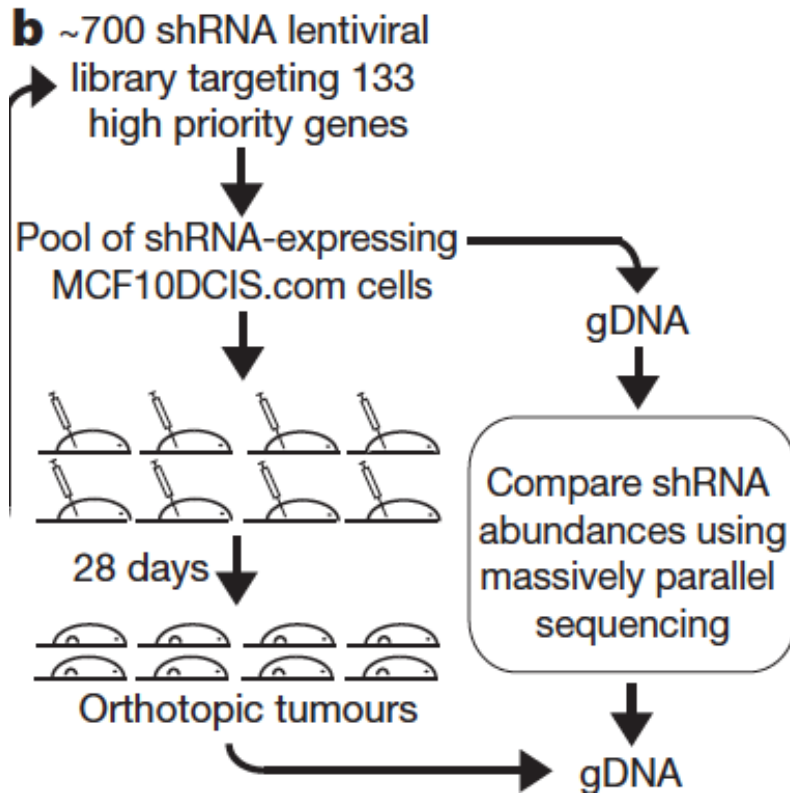 b ~700 shRNA lentiviral
library targeting 133
high priority genes
Pool of shRNA-expressing
MCF10DCIS.com cells
gDNA
Compare shRNA
abundances using
massively parallel
sequencing
28 days
Orthotopic tumours
gDNA